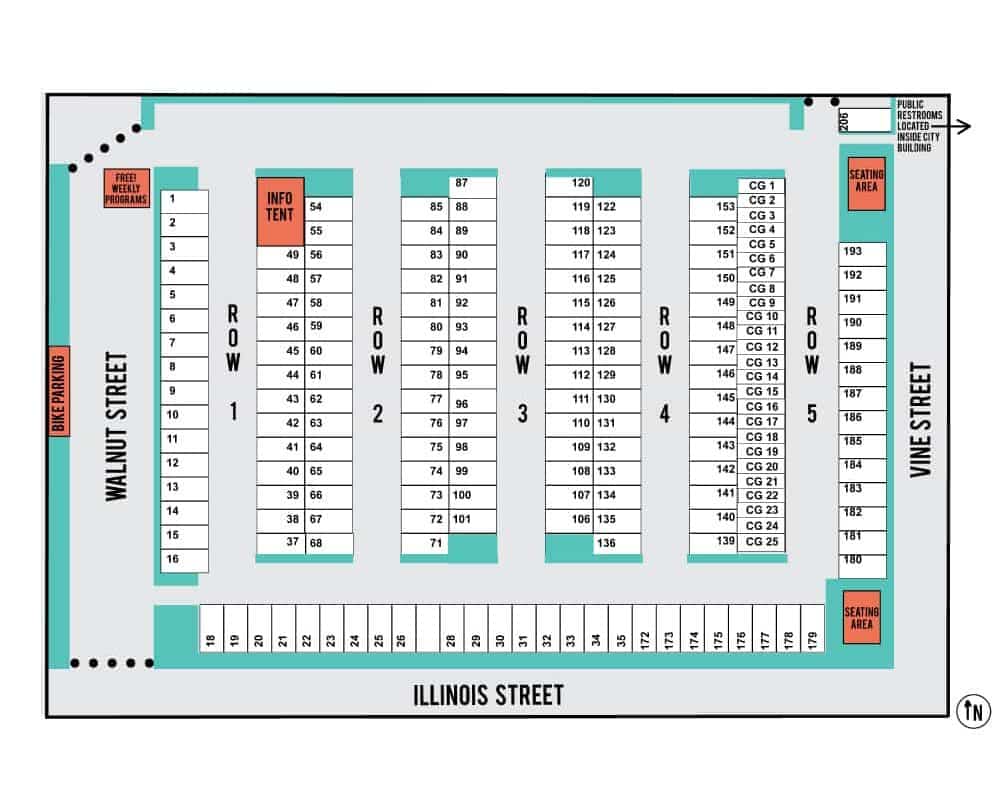 PUBLIC
RESTROOMS
LOCATED
INSIDE CITY
BUILDING
206
FREE!
WEEKLY
PROGRAMS
SEATING
AREA
BIKE PARKING
WALNUT STREET
1
2
3
4
5
6
7
8
9
10
11
12
13
14
15
16
ROW 1
INFO
TENT
49
48
47
46
45
44
43
42
41
40
39
38
37
54
55
56
57
58
59
60
61
62
63
64
65
66
67
68
ROW 2
85
84
83
82
81
80
79
78
77
76
75
74
73
72
71
87
88
89
90
91
92
93
94
95
96
97
98
99
100
101
ROW 3
120
119
118
117
116
115
114
113
112
111
110
109
108
107
106
122
123
124
125
126
127
128
129
130
131
132
133
134
135
136
ROW 4
153
152
151
150
149
148
147
146
145
144
143
142
141
140
139
CG 1
CG 2
CG 3
CG 4
CG 5
CG 6
CG 7
CG 8
CG 9
CG 10
CG 11
CG 12
CG 13
CG 14
CG 15
CG 16
CG 17
CG 18
CG 19
CG 20
CG 21
CG 22
CG 23
CG 24
CG 25
ROW 5
193
192
191
190
189
188
187
186
185
184
183
182
181
180
VINE STREET
SEATING
AREA
18 19 20 21 22 23 24 25 26 28 29 30 31 32 33 34 35 172 173 174 175 176 177 178 179
ILLINOIS STREET
N